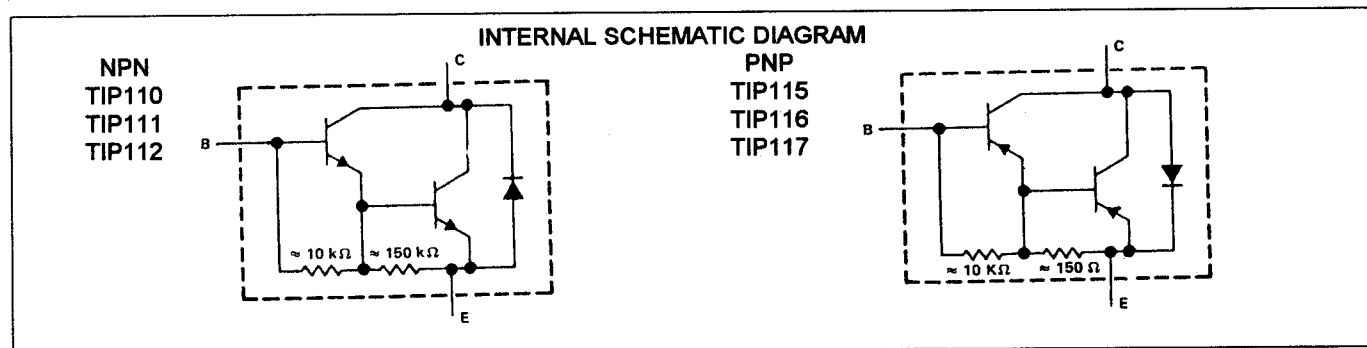 INTERNAL SCHEMATIC DIAGRAM
NPN
TIP110
TIP111
TIP112
C
B
≈ 10 kΩ
≈ 150 kΩ
E
PNP
TIP115
TIP116
TIP117
C
B
≈ 10 KΩ
≈ 150 Ω
E